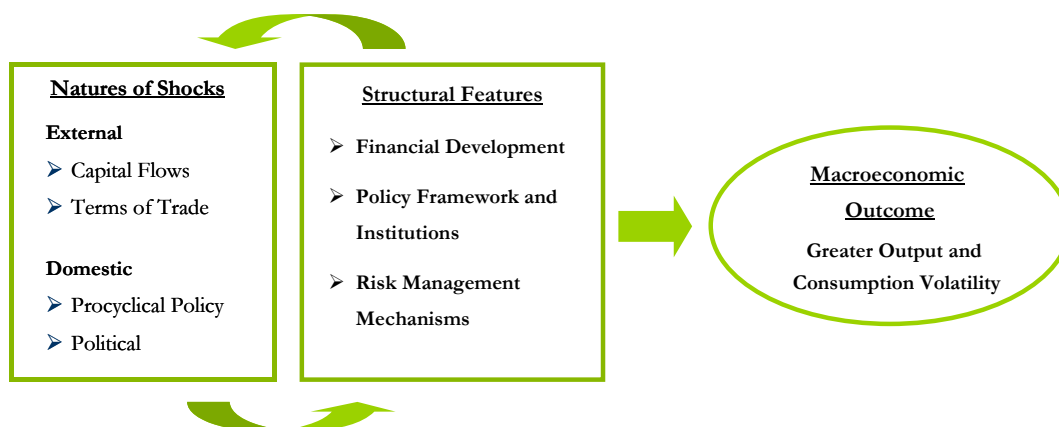 Natures of Shocks
External
➢ Capital Flows
➢ Terms of Trade
Domestic
➢ Procyclical Policy
➢ Political
Structural Features
➢ Financial Development
➢ Policy Framework and
Institutions
➢ Risk Management
Mechanisms
Macroeconomic
Outcome
Greater Output and
Consumption Volatility